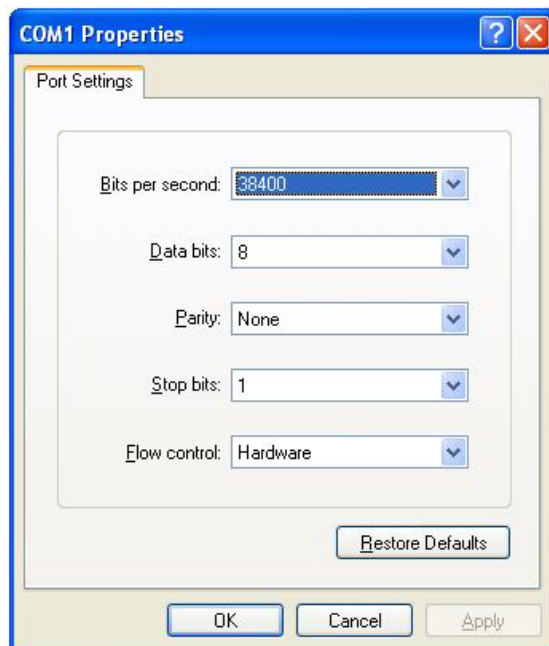 COM1 Properties
Port Settings
Bits per second: 38400
Data bits: 8
Parity: None
Stop bits: 1
Flow control: Hardware
Restore Defaults
OK Cancel Apply